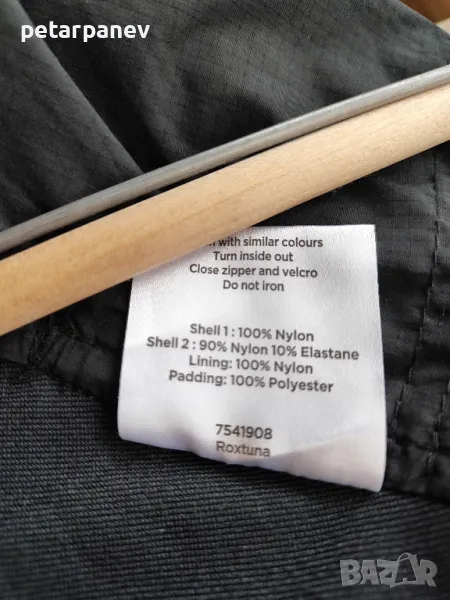 petarpanev
with similar colours
Turn inside out
Close zipper and velcro
Do not iron
Shell 1 : 100% Nylon
Shell 2 : 90% Nylon 10% Elastane
Lining: 100% Nylon
Padding: 100% Polyester
7541908
Roxtuna
bazar